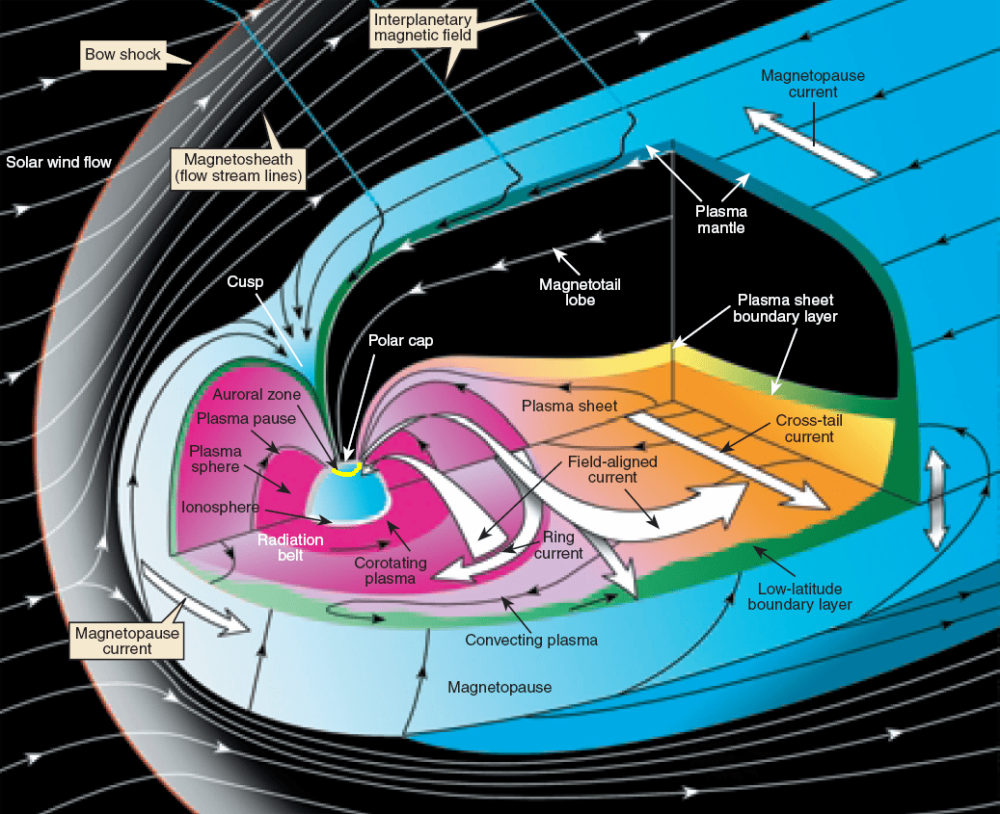 Interplanetary
magnetic field
Bow shock
Magnetopause
current
Solar wind flow
Magnetosheath
(flow stream lines)
Plasma
mantle
Cusp
Magnetotail
lobe
Plasma sheet
boundary layer
Polar cap
Auroral zone
Plasma pause
Plasma sheet
Cross-tail
current
Plasma
sphere
Field-aligned
current
Ionosphere
Radiation
belt
Ring
current
Corotating
plasma
Low-latitude
boundary layer
Magnetopause
current
Convecting plasma
Magnetopause